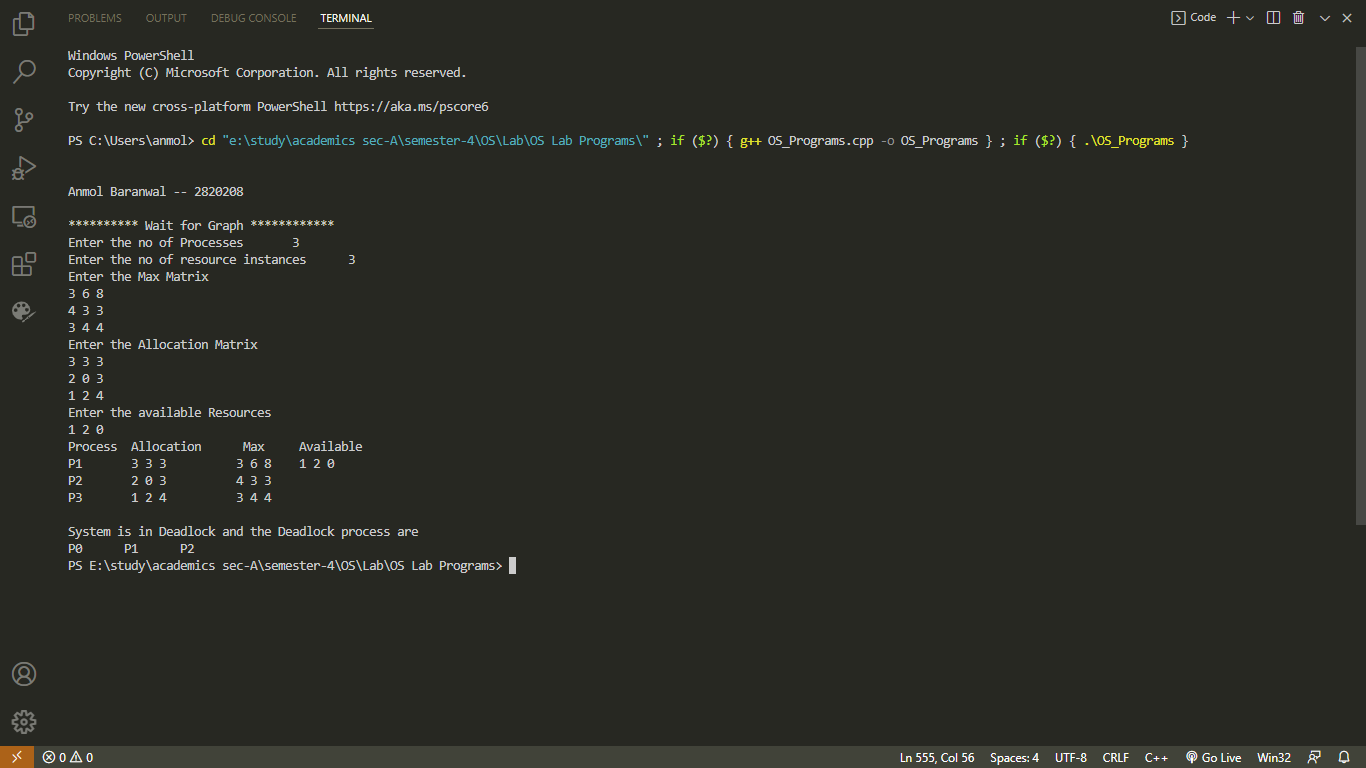 PROBLEMS OUTPUT DEBUG CONSOLE TERMINAL Code
Windows PowerShell
Copyright (C) Microsoft Corporation. All rights reserved.
Try the new cross-platform PowerShell https://aka.ms/pscore6
PS C:\Users\anmol> cd "e:\study\academics sec-A\semester-4\OS\Lab\OS Lab Programs\" ; if ($?) { g++ OS_Programs.cpp -o OS_Programs } ; if ($?) { .\OS_Programs }
Anmol Baranwal -- 2820208
********** Wait for Graph ************
Enter the no of Processes 3
Enter the no of resource instances 3
Enter the Max Matrix
3 6 8
4 3 3
3 4 4
Enter the Allocation Matrix
3 3 3
2 0 3
1 2 4
Enter the available Resources
1 2 0
Process Allocation Max Available
P1 3 3 3 3 6 8 1 2 0
P2 2 0 3 4 3 3
P3 1 2 4 3 4 4
System is in Deadlock and the Deadlock process are
P0 P1 P2
PS E:\study\academics sec-A\semester-4\OS\Lab\OS Lab Programs>
0 0 Ln 555, Col 56 Spaces: 4 UTF-8 CRLF C++ Go Live Win32